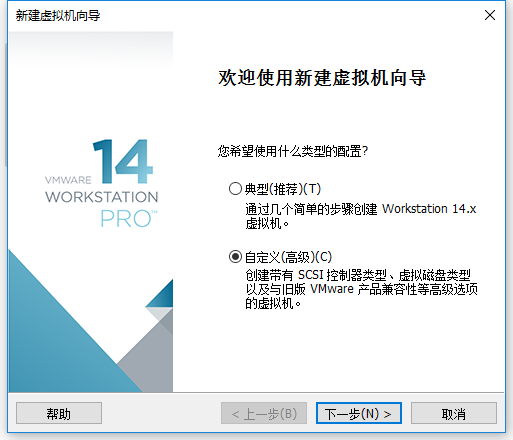 新建虚拟机向导
欢迎使用新建虚拟机向导
14
VMWARE
WORKSTATION
PRO™
您希望使用什么类型的配置?
典型(推荐)(T)
通过几个简单的步骤创建 Workstation 14.x
虚拟机。
自定义(高级)(C)
创建带有 SCSI 控制器类型、虚拟磁盘类型
以及与旧版 VMware 产品兼容性等高级选项
的虚拟机。
帮助
< 上一步(B)
下一步(N) >
取消